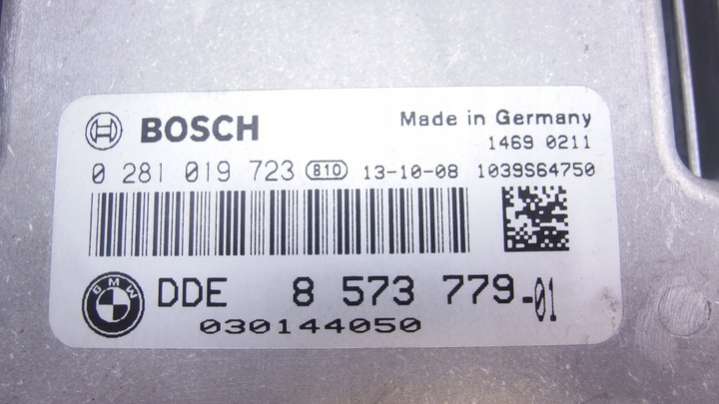 BOSCH
Made in Germany
1469 0211
0 281 019 723 810 13-10-08 1039S64750
BMW
DDE 8 573 779-01
030144050